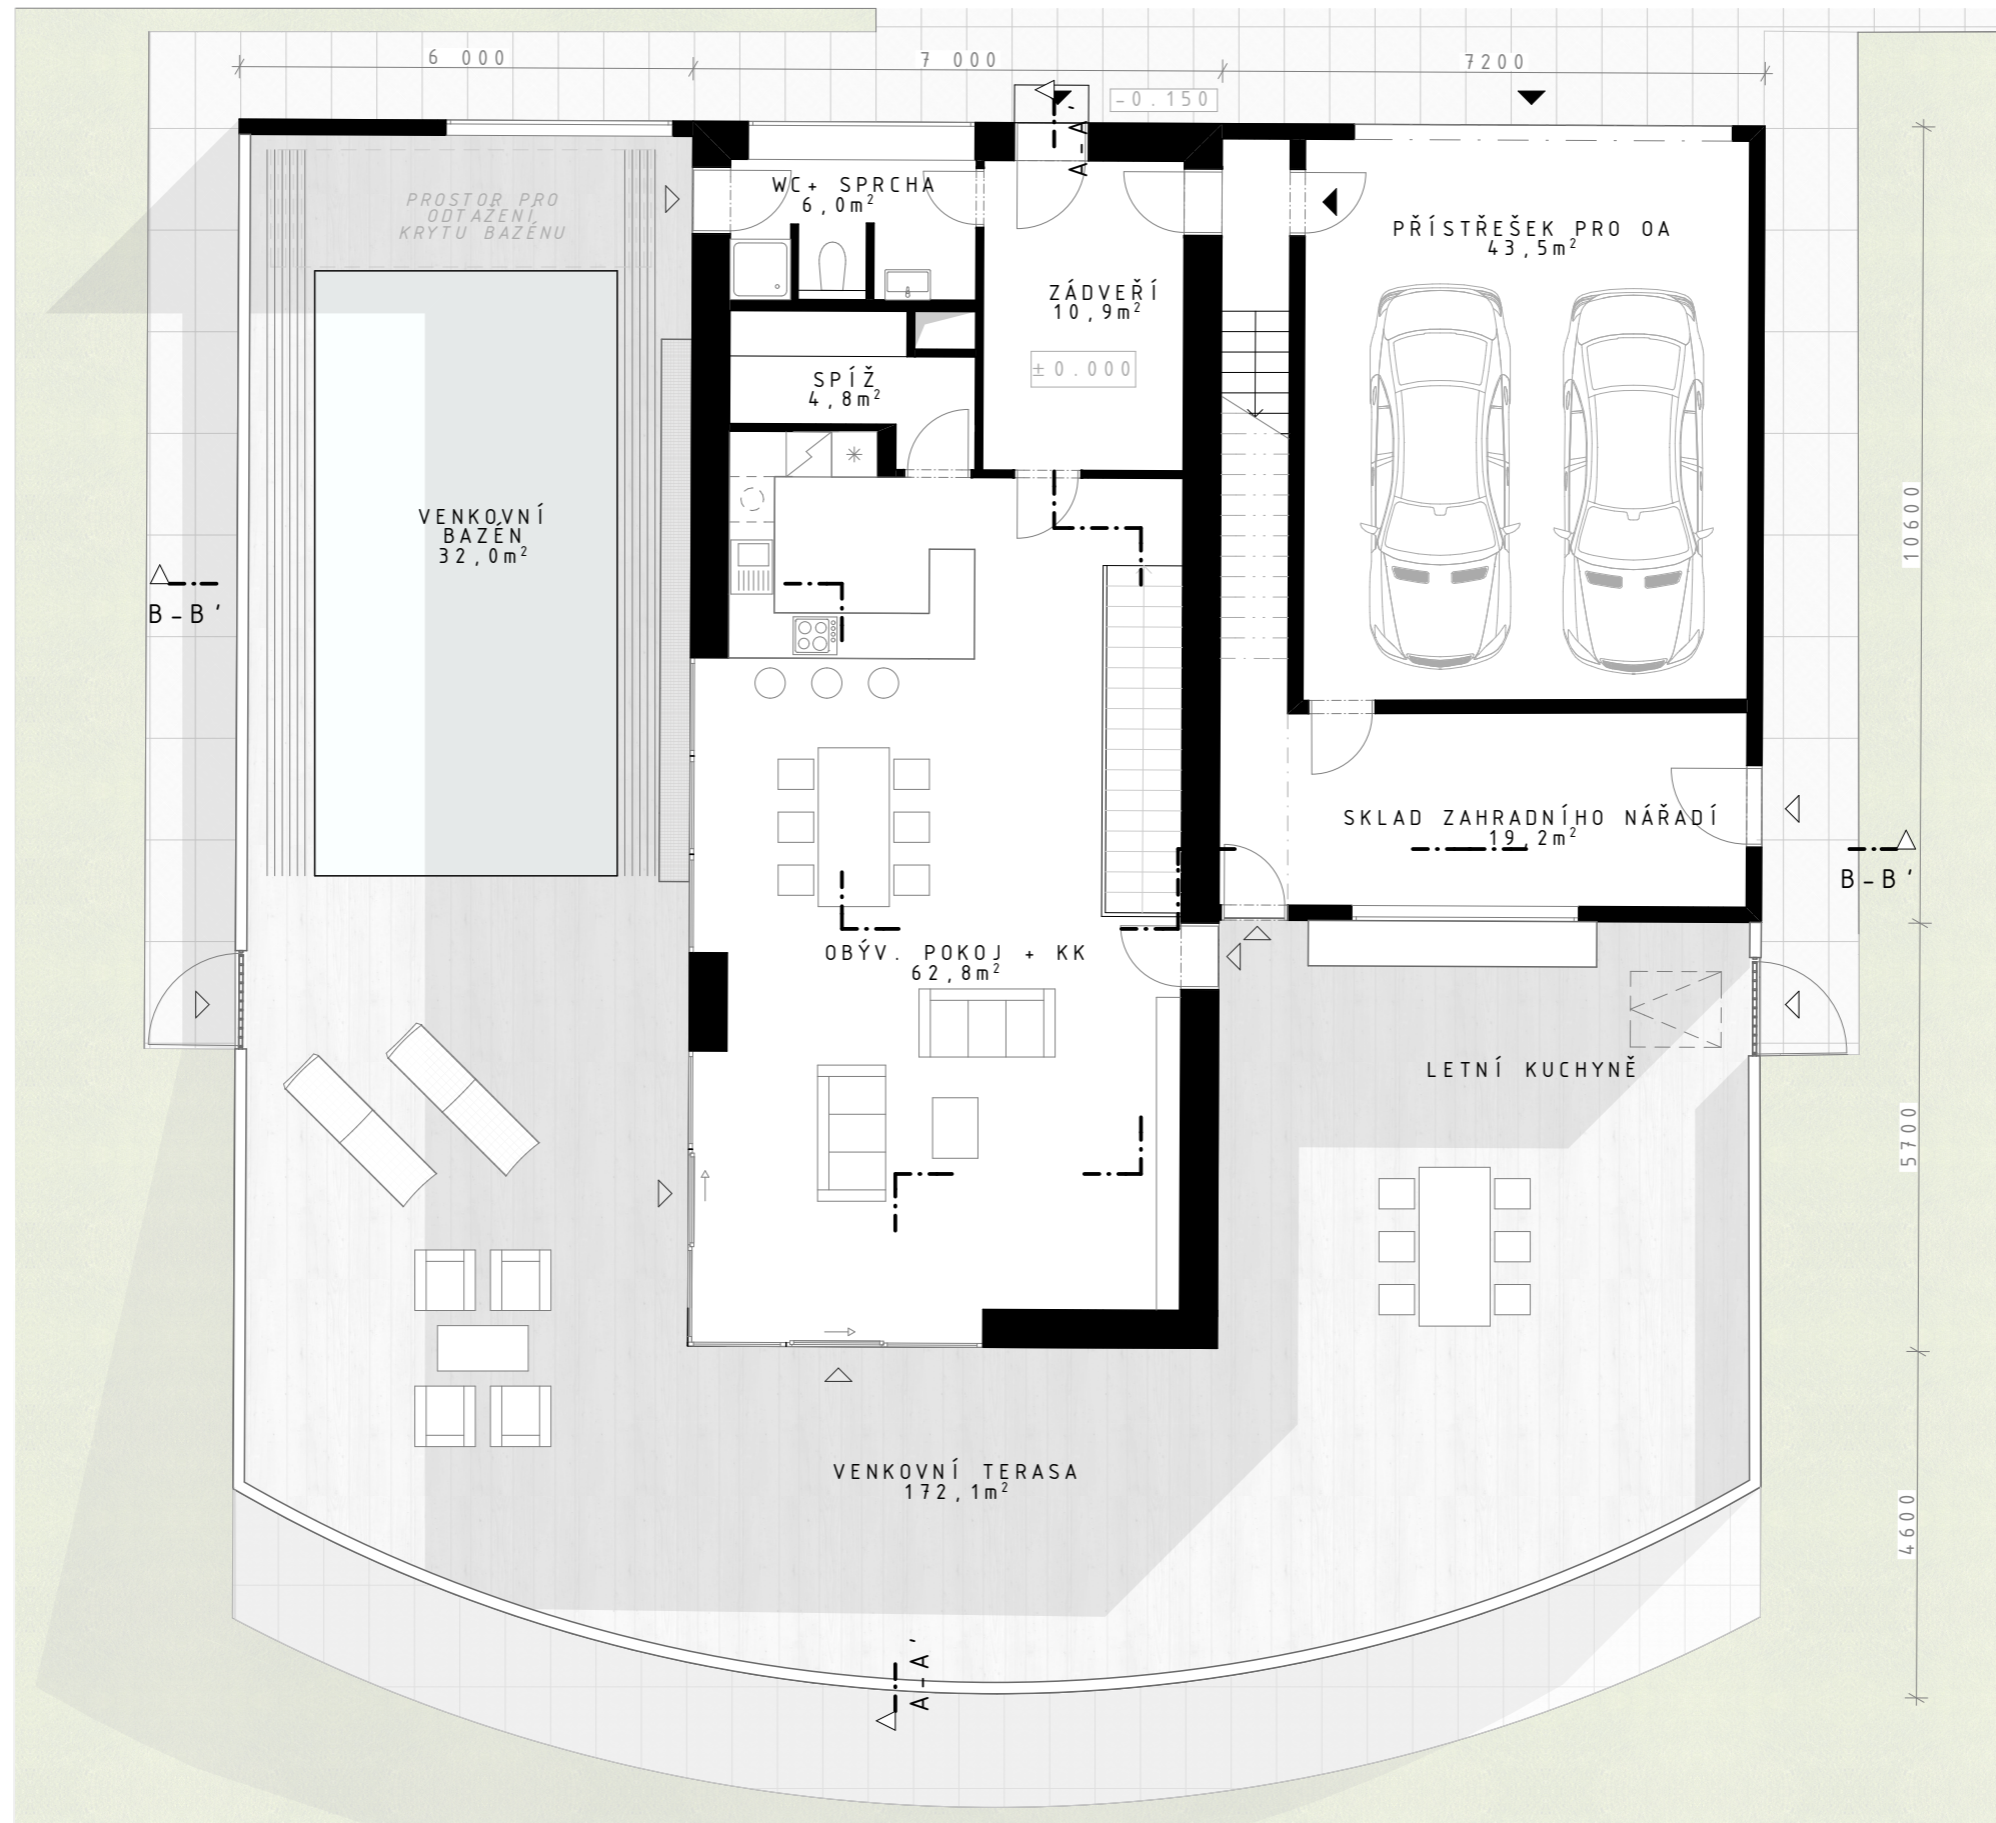 6 000
7 000
7200
-0.150
A-A'
WC+ SPRCHA
6,0m²
PROSTOR PRO
ODTAŽENÍ
KRYTU BAZÉNU
PŘÍSTŘEŠEK PRO OA
43,5m²
ZÁDVEŘÍ
10,9m²
±0.000
SPÍŽ
4,8m²
VENKOVNÍ
BAZÉN
32,0m²
10600
B-B'
SKLAD ZAHRADNÍHO NÁŘADÍ
19,2m²
B-B'
OBÝV. POKOJ + KK
62,8m²
LETNÍ KUCHYNĚ
5700
VENKOVNÍ TERASA
172,1m²
4600
A-A'